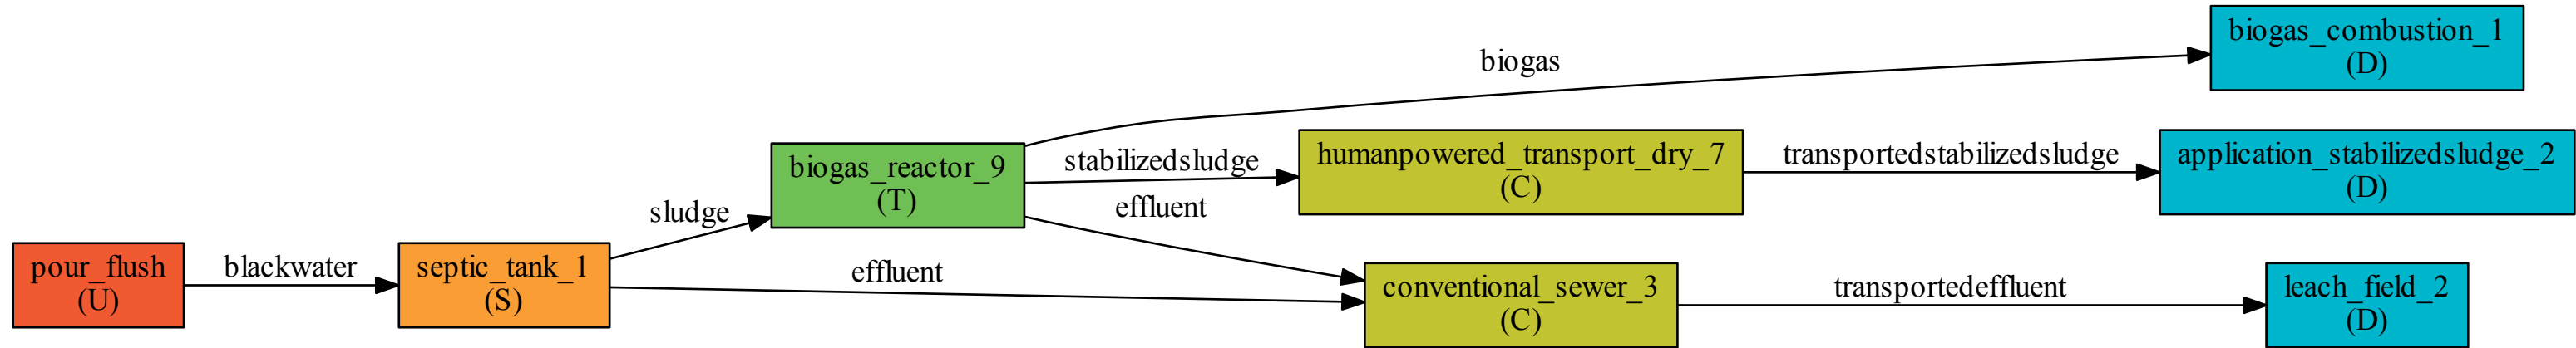 pour_flush
(U)
blackwater
septic_tank_1
(S)
sludge
effluent
biogas_reactor_9
(T)
biogas
stabilizedsludge
effluent
humanpowered_transport_dry_7
(C)
conventional_sewer_3
(C)
transportedstabilizedsludge
transportedeffluent
biogas_combustion_1
(D)
application_stabilizedsludge_2
(D)
leach_field_2
(D)